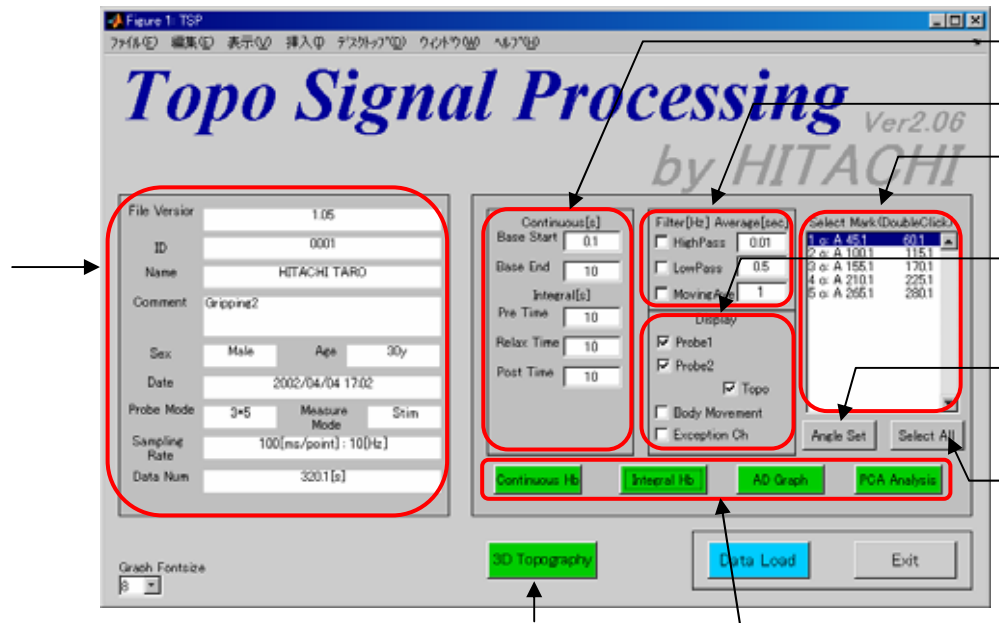 Figure 1: TSP
ファイル(F) 編集(E) 表示(V) 挿入(I) デスクトップ(D) ウィンドウ(W) ヘルプ(H)
Topo Signal Processing
Ver2.06
by HITACHI
File Version 1.05
ID 0001
Name HITACHI TARO
Comment Gripping2
Sex Male Age 30y
Date 2002/04/04 17:02
Probe Mode 3*5 Measure Mode Stim
Sampling Rate 100[ms/point] : 10[Hz]
Data Num 320.1[s]
Continuous[s]
Base Start 0.1
Base End 10
Integral[s]
Pre Time 10
Relax Time 10
Post Time 10
Filter[Hz] Average[sec]
HighPass 0.01
LowPass 0.5
MovingAve 1
Display
Probe1
Probe2
Topo
Body Movement
Exception Ch
Select Mark(DoubleClick)
1 o: A 45.1 60.1
2 o: A 100.1 115.1
3 o: A 155.1 170.1
4 o: A 210.1 225.1
5 o: A 265.1 280.1
Angle Set Select All
Continuous Hb Integral Hb AD Graph PCA Analysis
Graph Fontsize
8
3D Topography Data Load Exit